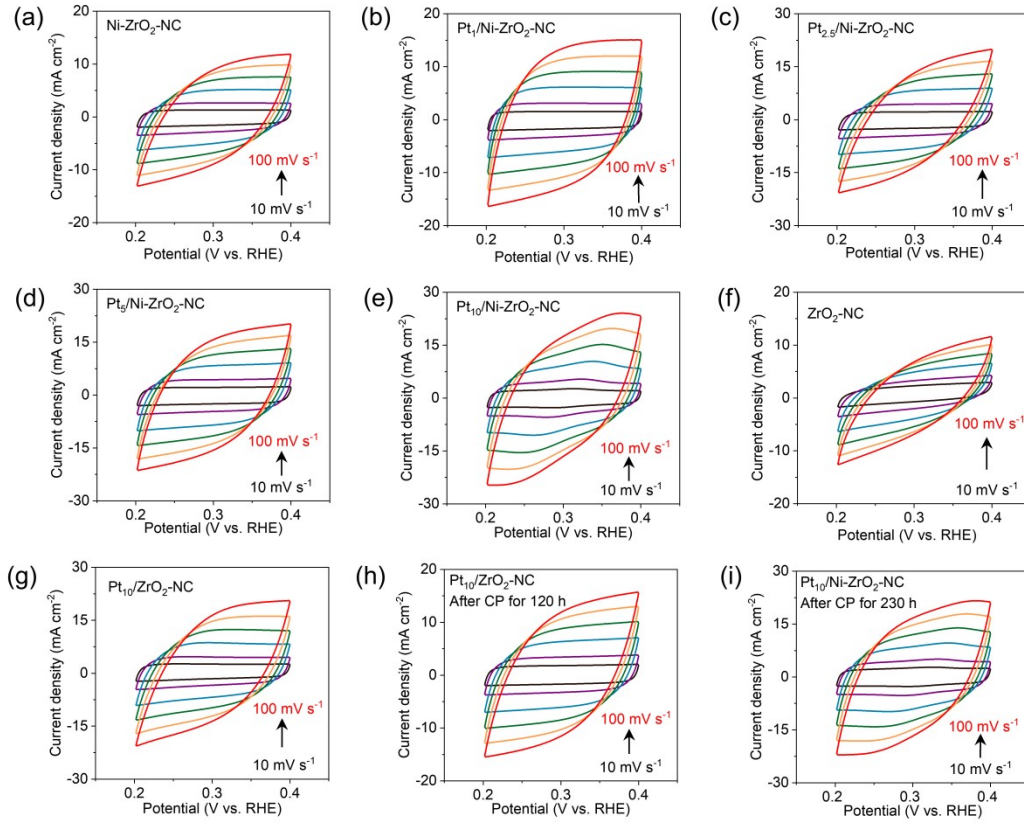 (a)
Ni-ZrO₂-NC
Current density (mA cm⁻²)
20
10
0
-10
-20
100 mV s⁻¹
10 mV s⁻¹
0.2 0.3 0.4
Potential (V vs. RHE)
(b)
Pt₁/Ni-ZrO₂-NC
Current density (mA cm⁻²)
20
10
0
-10
-20
100 mV s⁻¹
10 mV s⁻¹
0.2 0.3 0.4
Potential (V vs. RHE)
(c)
Pt₂.₅/Ni-ZrO₂-NC
Current density (mA cm⁻²)
30
15
0
-15
-30
100 mV s⁻¹
10 mV s⁻¹
0.2 0.3 0.4
Potential (V vs. RHE)
(d)
Pt₅/Ni-ZrO₂-NC
Current density (mA cm⁻²)
30
15
0
-15
-30
100 mV s⁻¹
10 mV s⁻¹
0.2 0.3 0.4
Potential (V vs. RHE)
(e)
Pt₁₀/Ni-ZrO₂-NC
Current density (mA cm⁻²)
30
15
0
-15
-30
100 mV s⁻¹
10 mV s⁻¹
0.2 0.3 0.4
Potential (V vs. RHE)
(f)
ZrO₂-NC
Current density (mA cm⁻²)
20
10
0
-10
-20
100 mV s⁻¹
10 mV s⁻¹
0.2 0.3 0.4
Potential (V vs. RHE)
(g)
Pt₁₀/ZrO₂-NC
Current density (mA cm⁻²)
30
15
0
-15
-30
100 mV s⁻¹
10 mV s⁻¹
0.2 0.3 0.4
Potential (V vs. RHE)
(h)
Pt₁₀/ZrO₂-NC
After CP for 120 h
Current density (mA cm⁻²)
20
10
0
-10
-20
100 mV s⁻¹
10 mV s⁻¹
0.2 0.3 0.4
Potential (V vs. RHE)
(i)
Pt₁₀/Ni-ZrO₂-NC
After CP for 230 h
Current density (mA cm⁻²)
30
15
0
-15
-30
100 mV s⁻¹
10 mV s⁻¹
0.2 0.3 0.4
Potential (V vs. RHE)